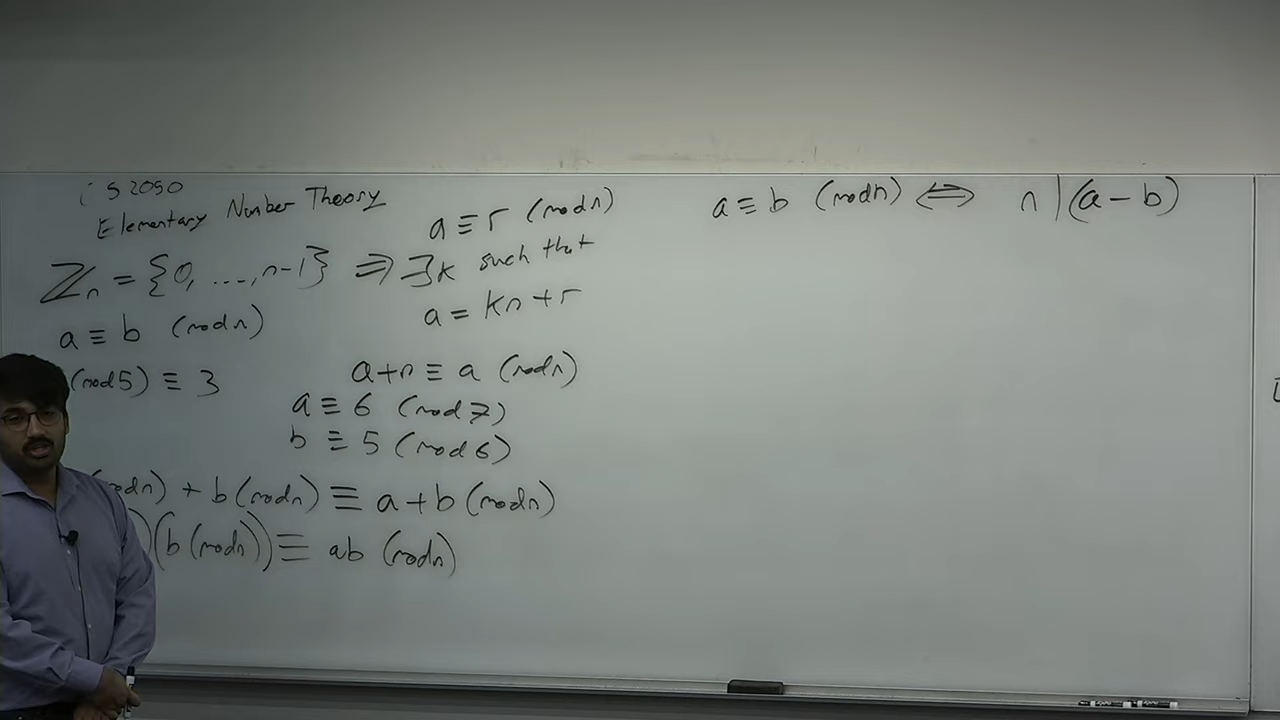 CS 2050
Elementary Number Theory
ℤn = {0, ..., n-1}
a ≡ b (mod n)
(mod 5) ≡ 3
a ≡ r (mod n)
⇒ ∃k such that
a = kn + r
a+n ≡ a (mod n)
a ≡ 6 (mod 7)
b ≡ 5 (mod 6)
(mod n) + b (mod n) ≡ a + b (mod n)
)(b (mod n)) ≡ ab (mod n)
a ≡ b (mod n) ⇔ n | (a - b)